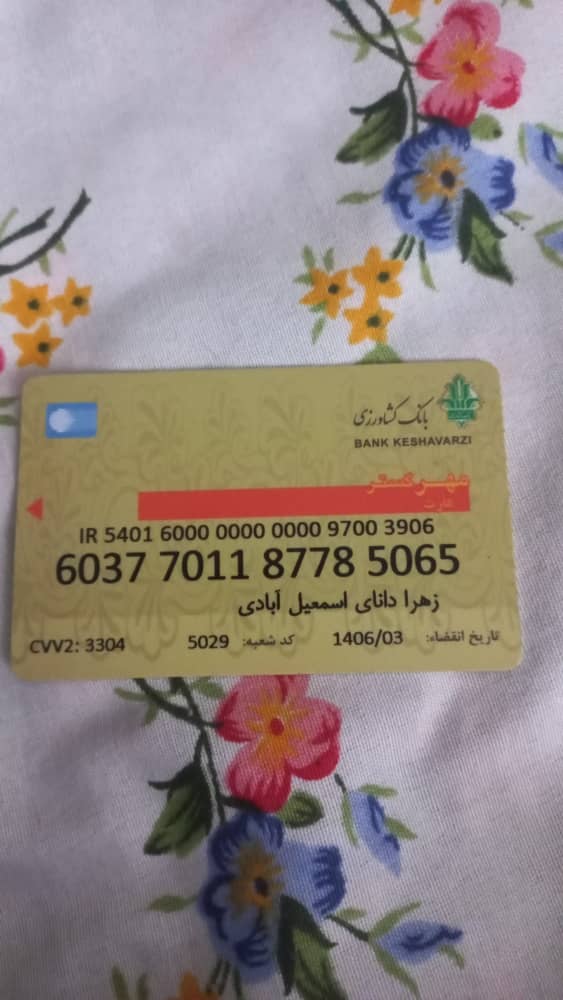 بانک کشاورزی
BANK KESHAVARZI
مهر گستر
کارت
IR 5401 6000 0000 0000 9700 3906
6037 7011 8778 5065
زهرا دانای اسمعیل آبادی
تاریخ انقضاء: 1406/03 کد شعبه: 5029 CVV2: 3304